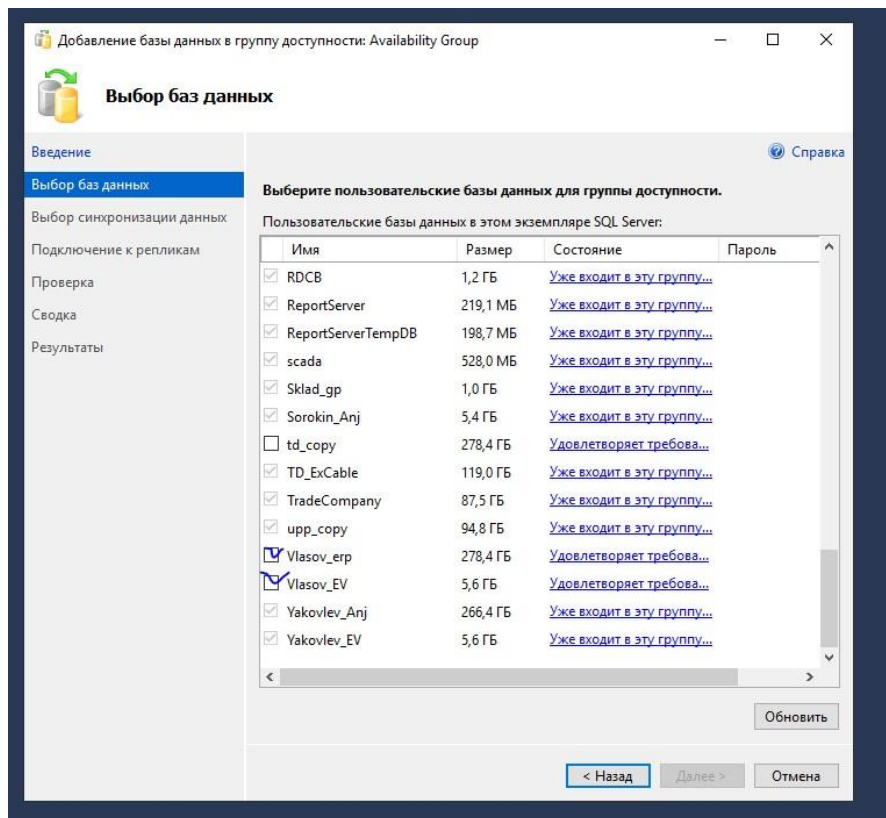 Добавление базы данных в группу доступности: Availability Group
Выбор баз данных
Введение
Справка
Выбор баз данных
Выбор синхронизации данных
Подключение к репликам
Проверка
Сводка
Результаты
Выберите пользовательские базы данных для группы доступности.
Пользовательские базы данных в этом экземпляре SQL Server:
Имя Размер Состояние Пароль
RDCB 1,2 ГБ Уже входит в эту группу...
ReportServer 219,1 МБ Уже входит в эту группу...
ReportServerTempDB 198,7 МБ Уже входит в эту группу...
scada 528,0 МБ Уже входит в эту группу...
Sklad_gp 1,0 ГБ Уже входит в эту группу...
Sorokin_Anj 5,4 ГБ Уже входит в эту группу...
td_copy 278,4 ГБ Удовлетворяет требова...
TD_ExCable 119,0 ГБ Уже входит в эту группу...
TradeCompany 87,5 ГБ Уже входит в эту группу...
upp_copy 94,8 ГБ Уже входит в эту группу...
Vlasov_erp 278,4 ГБ Удовлетворяет требова...
Vlasov_EV 5,6 ГБ Удовлетворяет требова...
Yakovlev_Anj 266,4 ГБ Уже входит в эту группу...
Yakovlev_EV 5,6 ГБ Уже входит в эту группу...
Обновить
< Назад Далее > Отмена